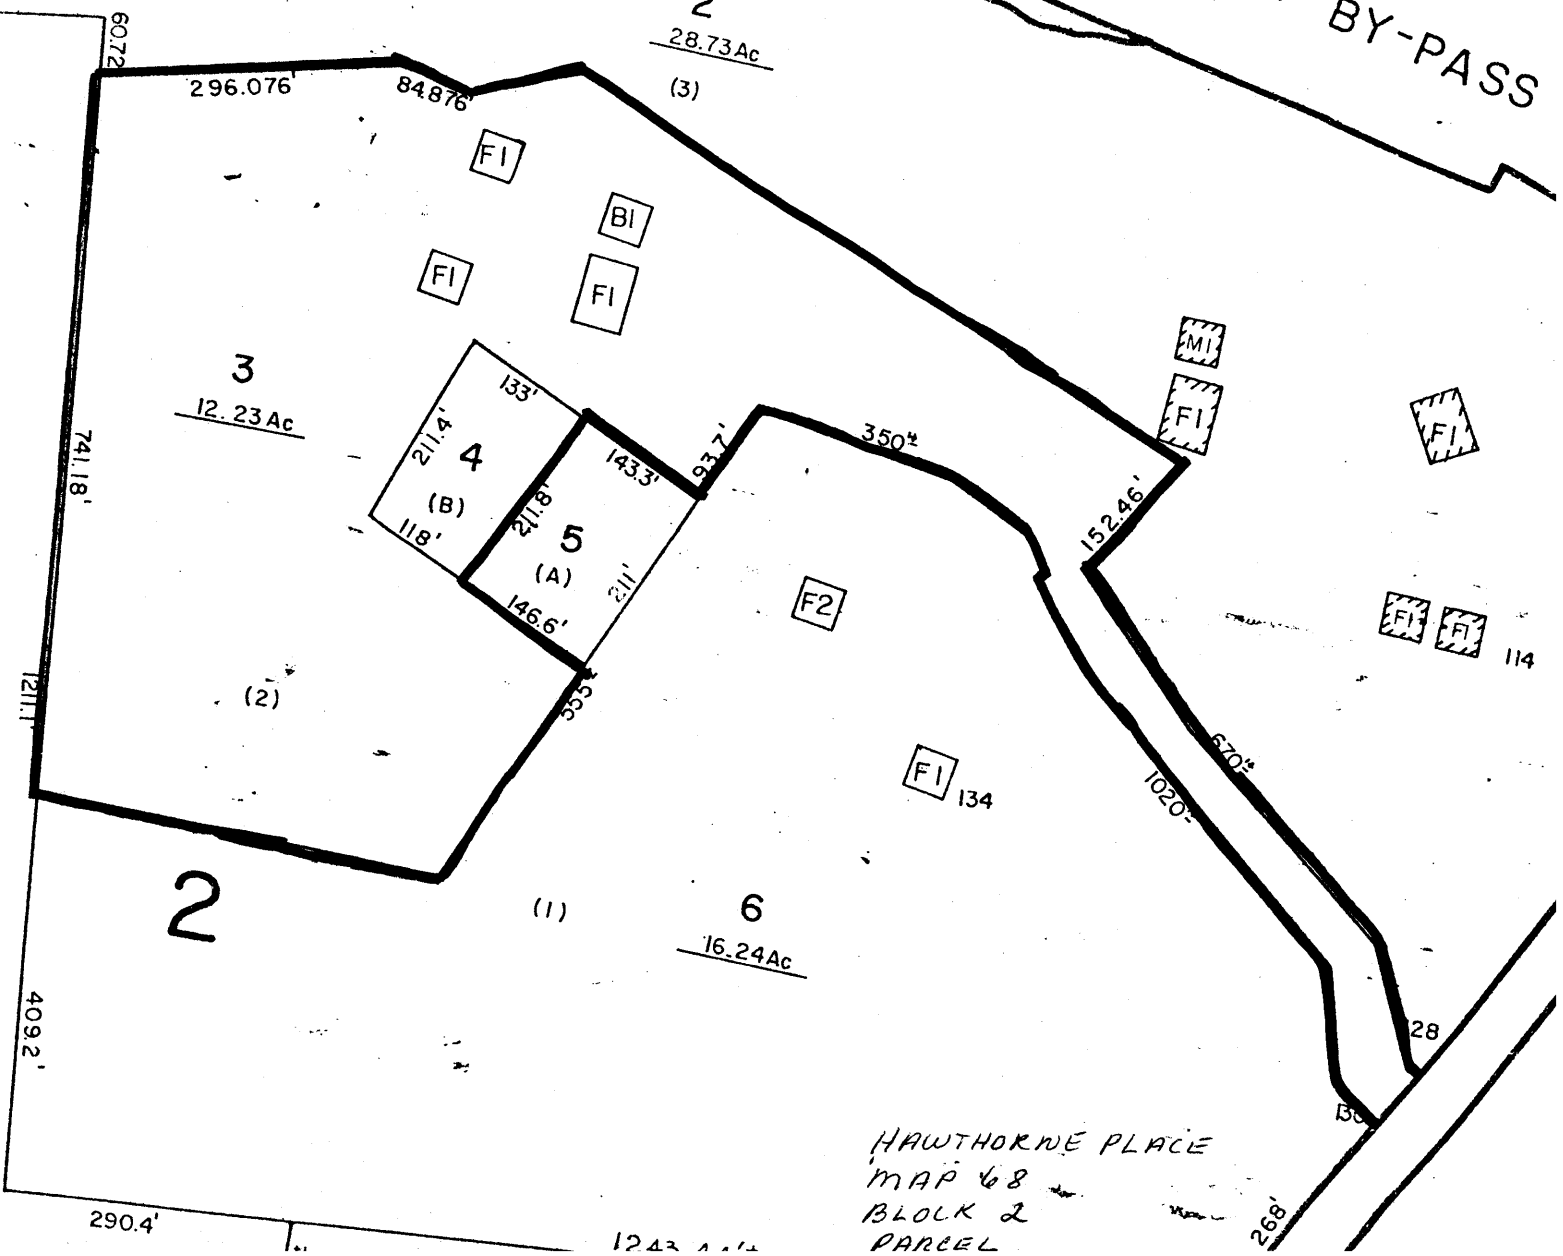 2
28.73 Ac
(3)
BY-PASS
60.72
296.076'
84.876'
F1
B1
F1
F1
3
12.23 Ac
133'
211.4'
4
(B)
118'
143.3'
93.7'
350'±
211.8'
5
(A)
146.6'
211'
555'±
741.18'
1211.1'
(2)
M1
F1
F1
152.46'
F2
F1
F1
114
670'±
1020'±
F1
134
2
(1)
6
16.24 Ac
409.2'
128
130
HAWTHORNE PLACE
MAP 68
BLOCK 2
PARCEL
268'
290.4'